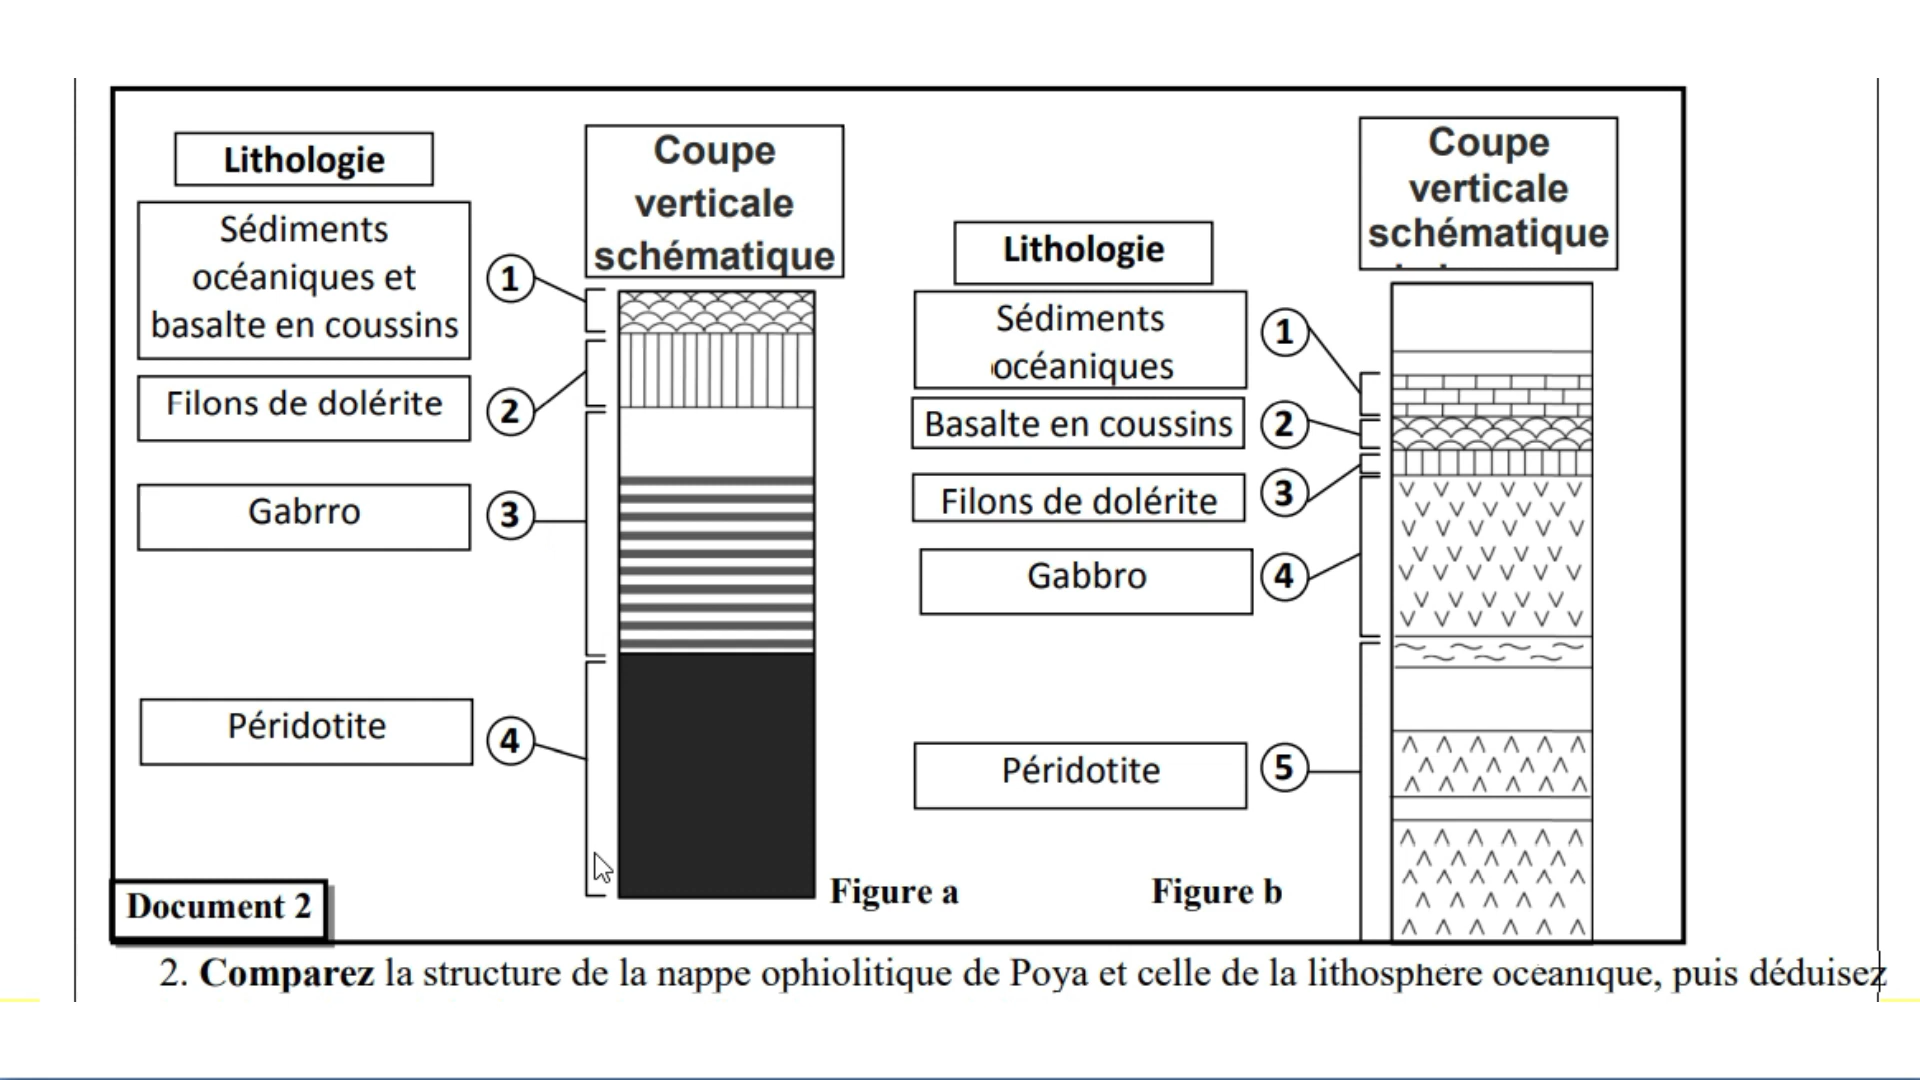 Lithologie
Sédiments
océaniques et
basalte en coussins
Filons de dolérite
Gabrro
Péridotite
1
2
3
4
Coupe
verticale
schématique
Figure a
Lithologie
Sédiments
océaniques
Basalte en coussins
Filons de dolérite
Gabbro
Péridotite
1
2
3
4
5
Coupe
verticale
schématique
Figure b
Document 2
2. Comparez la structure de la nappe ophiolitique de Poya et celle de la lithosphère océanique, puis déduisez